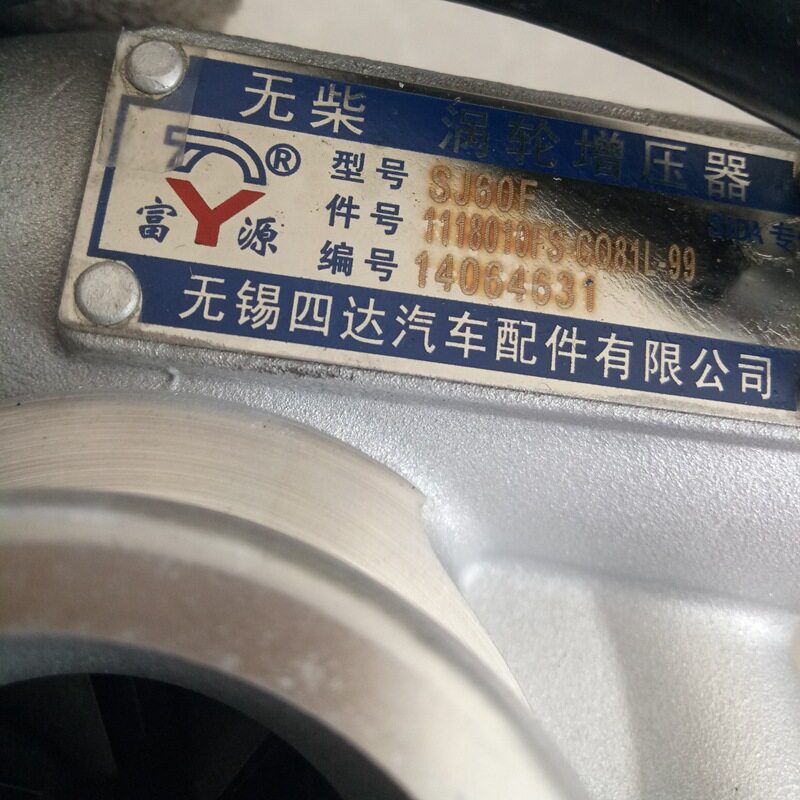 无柴 涡轮增压器
富源
®
型号 SJ60F
件号 1118010FS-C081L-99
编号 14064631
无锡四达汽车配件有限公司